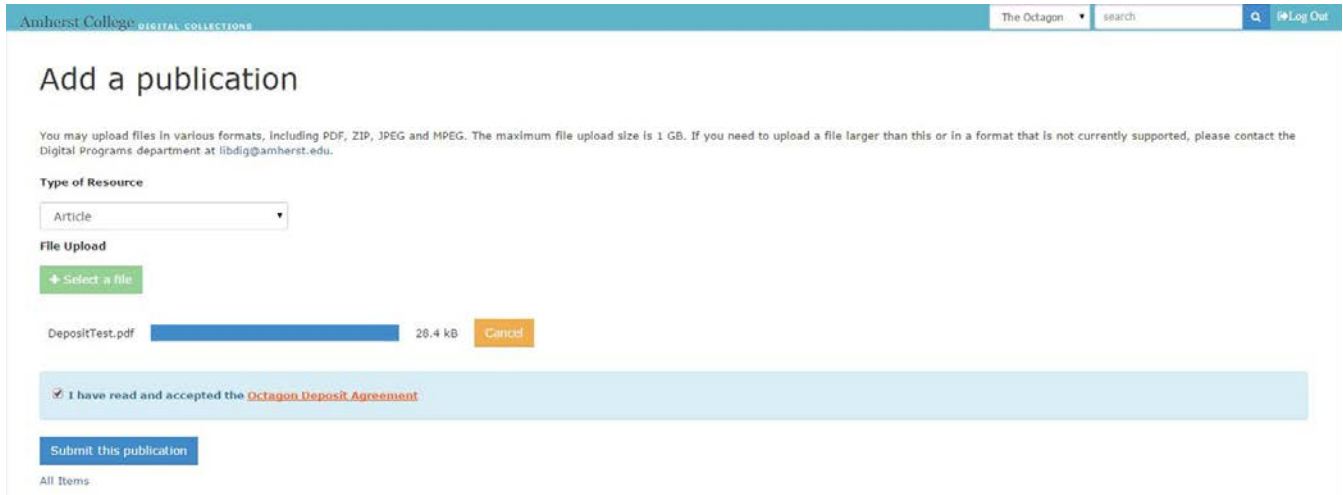 Amherst College DIGITAL COLLECTIONS The Octagon search Log Out
Add a publication
You may upload files in various formats, including PDF, ZIP, JPEG and MPEG. The maximum file upload size is 1 GB. If you need to upload a file larger than this or in a format that is not currently supported, please contact the
Digital Programs department at libdig@amherst.edu.
Type of Resource
Article
File Upload
+ Select a file
DepositTest.pdf 28.4 kB Cancel
I have read and accepted the Octagon Deposit Agreement
Submit this publication
All Items